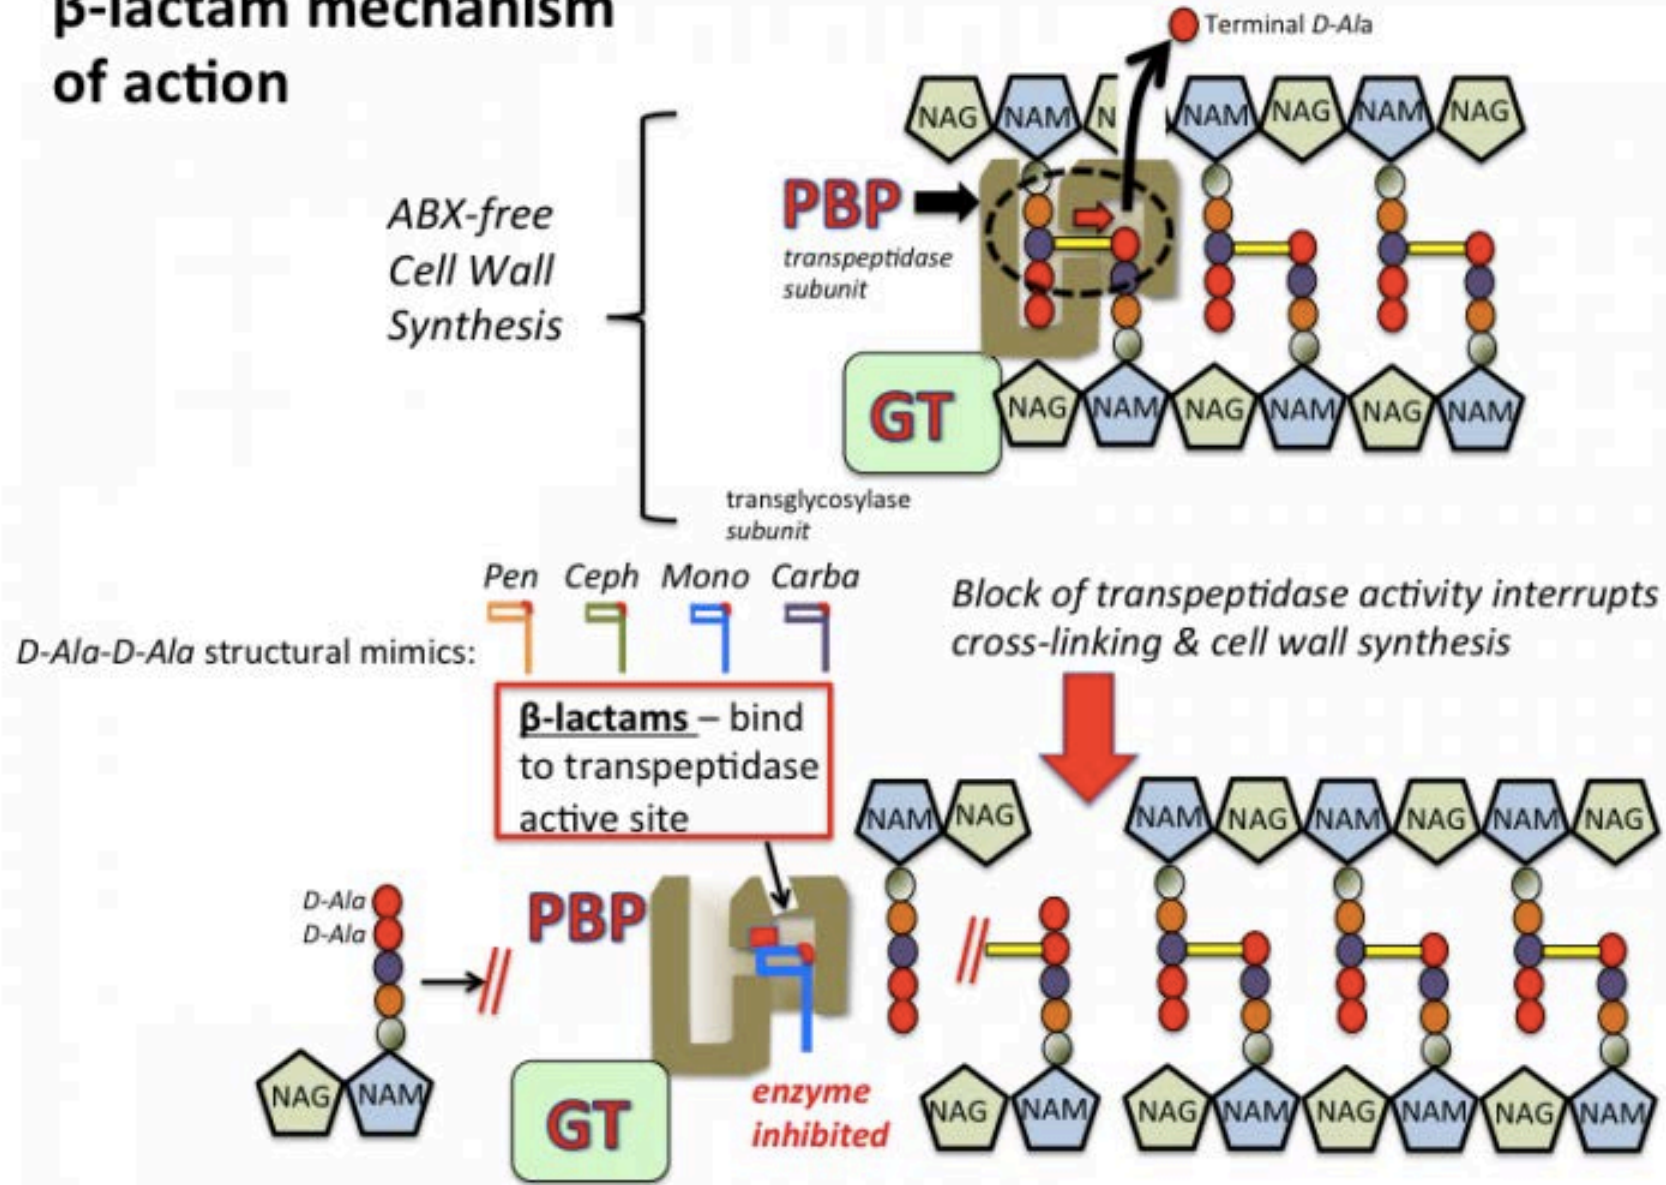 β-lactam mechanism
of action
Terminal D-Ala
NAG NAM N NAM NAG NAM NAG
ABX-free
Cell Wall
Synthesis
PBP
transpeptidase
subunit
GT
NAG NAM NAG NAM NAG NAM
transglycosylase
subunit
Pen Ceph Mono Carba
D-Ala-D-Ala structural mimics:
Block of transpeptidase activity interrupts
cross-linking & cell wall synthesis
β-lactams – bind
to transpeptidase
active site
NAM NAG NAM NAG NAM NAG NAM NAG
D-Ala
D-Ala
PBP
NAG NAM
GT
enzyme
inhibited
NAG NAM NAG NAM NAG NAM NAG NAM